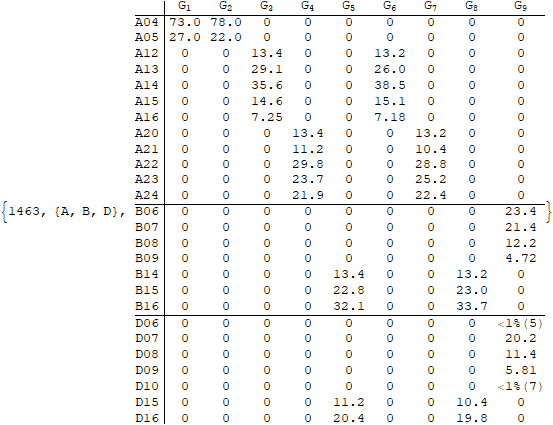 G1 G2 G3 G4 G5 G6 G7 G8 G9
A04 73.0 78.0 0 0 0 0 0 0 0
A05 27.0 22.0 0 0 0 0 0 0 0
A12 0 0 13.4 0 0 13.2 0 0 0
A13 0 0 29.1 0 0 26.0 0 0 0
A14 0 0 35.6 0 0 38.5 0 0 0
A15 0 0 14.6 0 0 15.1 0 0 0
A16 0 0 7.25 0 0 7.18 0 0 0
A20 0 0 0 13.4 0 0 13.2 0 0
A21 0 0 0 11.2 0 0 10.4 0 0
A22 0 0 0 29.8 0 0 28.8 0 0
A23 0 0 0 23.7 0 0 25.2 0 0
A24 0 0 0 21.9 0 0 22.4 0 0
{1463, {A, B, D}, B06 0 0 0 0 0 0 0 0 23.4 }
B07 0 0 0 0 0 0 0 0 21.4
B08 0 0 0 0 0 0 0 0 12.2
B09 0 0 0 0 0 0 0 0 4.72
B14 0 0 0 0 13.4 0 0 13.2 0
B15 0 0 0 0 22.8 0 0 23.0 0
B16 0 0 0 0 32.1 0 0 33.7 0
D06 0 0 0 0 0 0 0 0 <1%(5)
D07 0 0 0 0 0 0 0 0 20.2
D08 0 0 0 0 0 0 0 0 11.4
D09 0 0 0 0 0 0 0 0 5.81
D10 0 0 0 0 0 0 0 0 <1%(7)
D15 0 0 0 0 11.2 0 0 10.4 0
D16 0 0 0 0 20.4 0 0 19.8 0